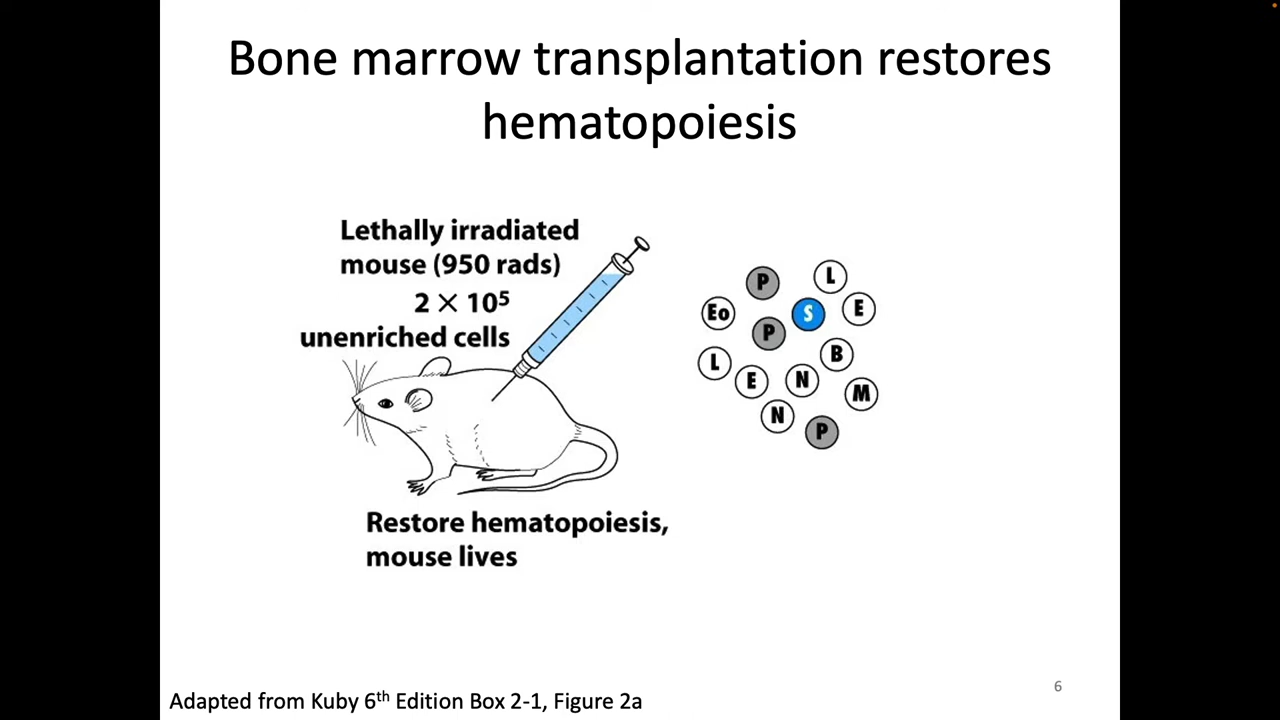 Bone marrow transplantation restores
hematopoiesis
Lethally irradiated
mouse (950 rads)
2 × 10⁵
unenriched cells
P
L
Eo
S
E
P
B
L
E
N
M
N
P
Restore hematopoiesis,
mouse lives
Adapted from Kuby 6th Edition Box 2-1, Figure 2a
6